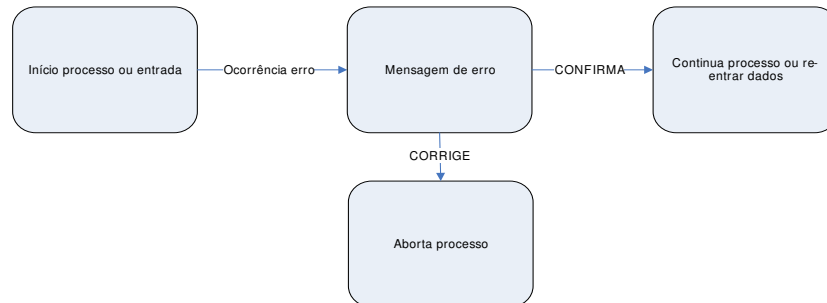 Início processo ou entrada
Ocorrência erro
Mensagem de erro
CONFIRMA
Continua processo ou re-
entrar dados
CORRIGE
Aborta processo